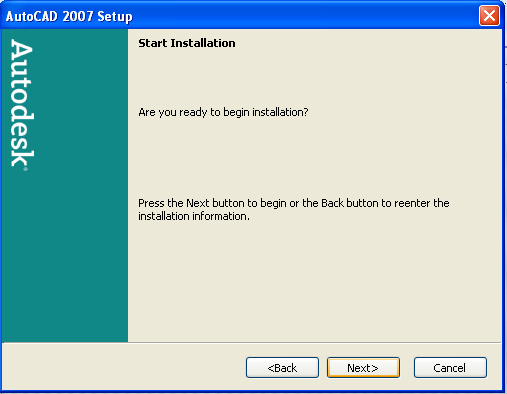 AutoCAD 2007 Setup
Autodesk
Start Installation
Are you ready to begin installation?
Press the Next button to begin or the Back button to reenter the
installation information.
<Back
Next>
Cancel